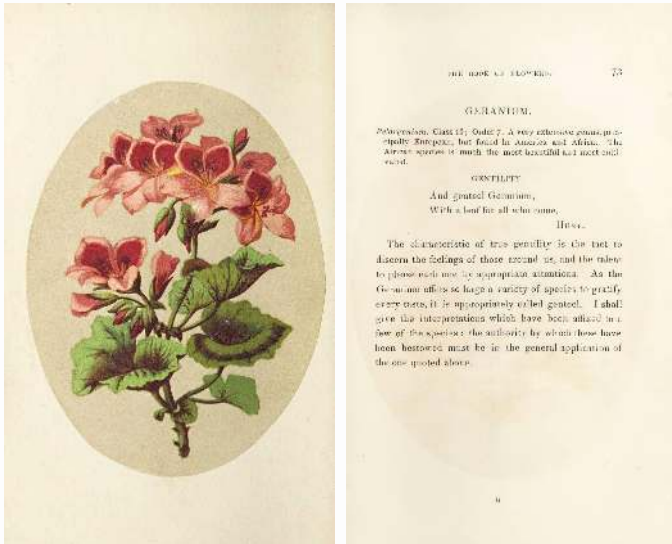 THE BOOK OF FLOWERS. 73
GERANIUM.
Pelargonium. Class 16; Order 7. A very extensive genus, prin-
cipally European, but found in America and Africa. The
African species is much the most beautiful and most culti-
vated.
GENTILITY
And genteel Geranium,
With a leaf for all who come,
HUNT.
The characteristic of true gentility is the tact to
discern the feelings of those around us, and the talent
to please each one by appropriate attentions. As the
Geranium offers so large a variety of species to gratify
every taste, it is appropriately called genteel. I shall
give the interpretations which have been affixed to a
few of the species: the authority by which these have
been bestowed must be in the general application of
the one quoted above.